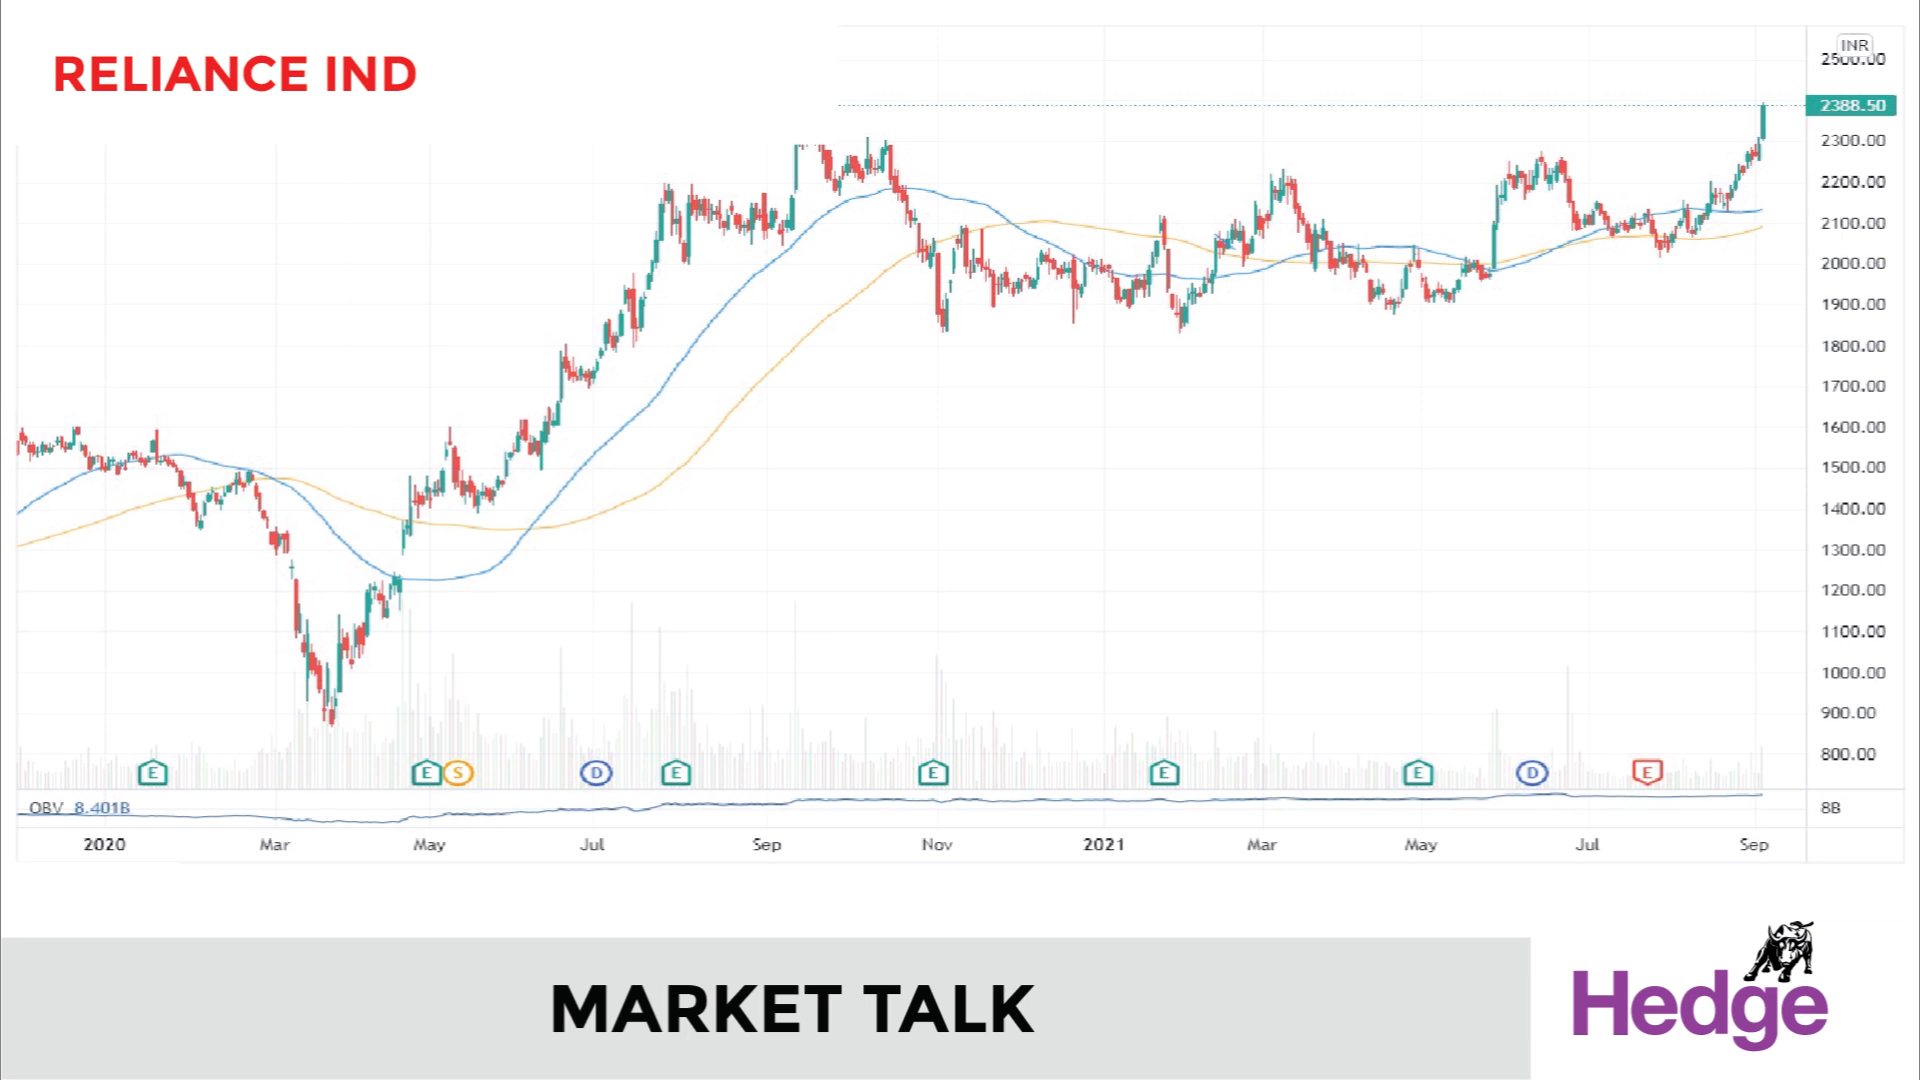 RELIANCE IND
INR
2500.00
2388.50
2300.00
2200.00
2100.00
2000.00
1900.00
1800.00
1700.00
1600.00
1500.00
1400.00
1300.00
1200.00
1100.00
1000.00
900.00
800.00
E E S D E E E E D E
OBV 8.401B
8B
2020 Mar May Jul Sep Nov 2021 Mar May Jul Sep
MARKET TALK
Hedge